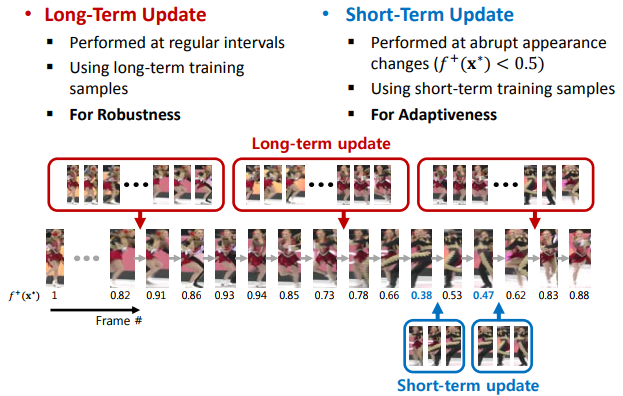 Long-Term Update
Performed at regular intervals
Using long-term training
samples
For Robustness
Short-Term Update
Performed at abrupt appearance
changes (f⁺(x*) < 0.5)
Using short-term training samples
For Adaptiveness
Long-term update
f⁺(x*) 1 0.82 0.91 0.86 0.93 0.94 0.85 0.73 0.78 0.66 0.38 0.53 0.47 0.62 0.83 0.88
Frame #
Short-term update